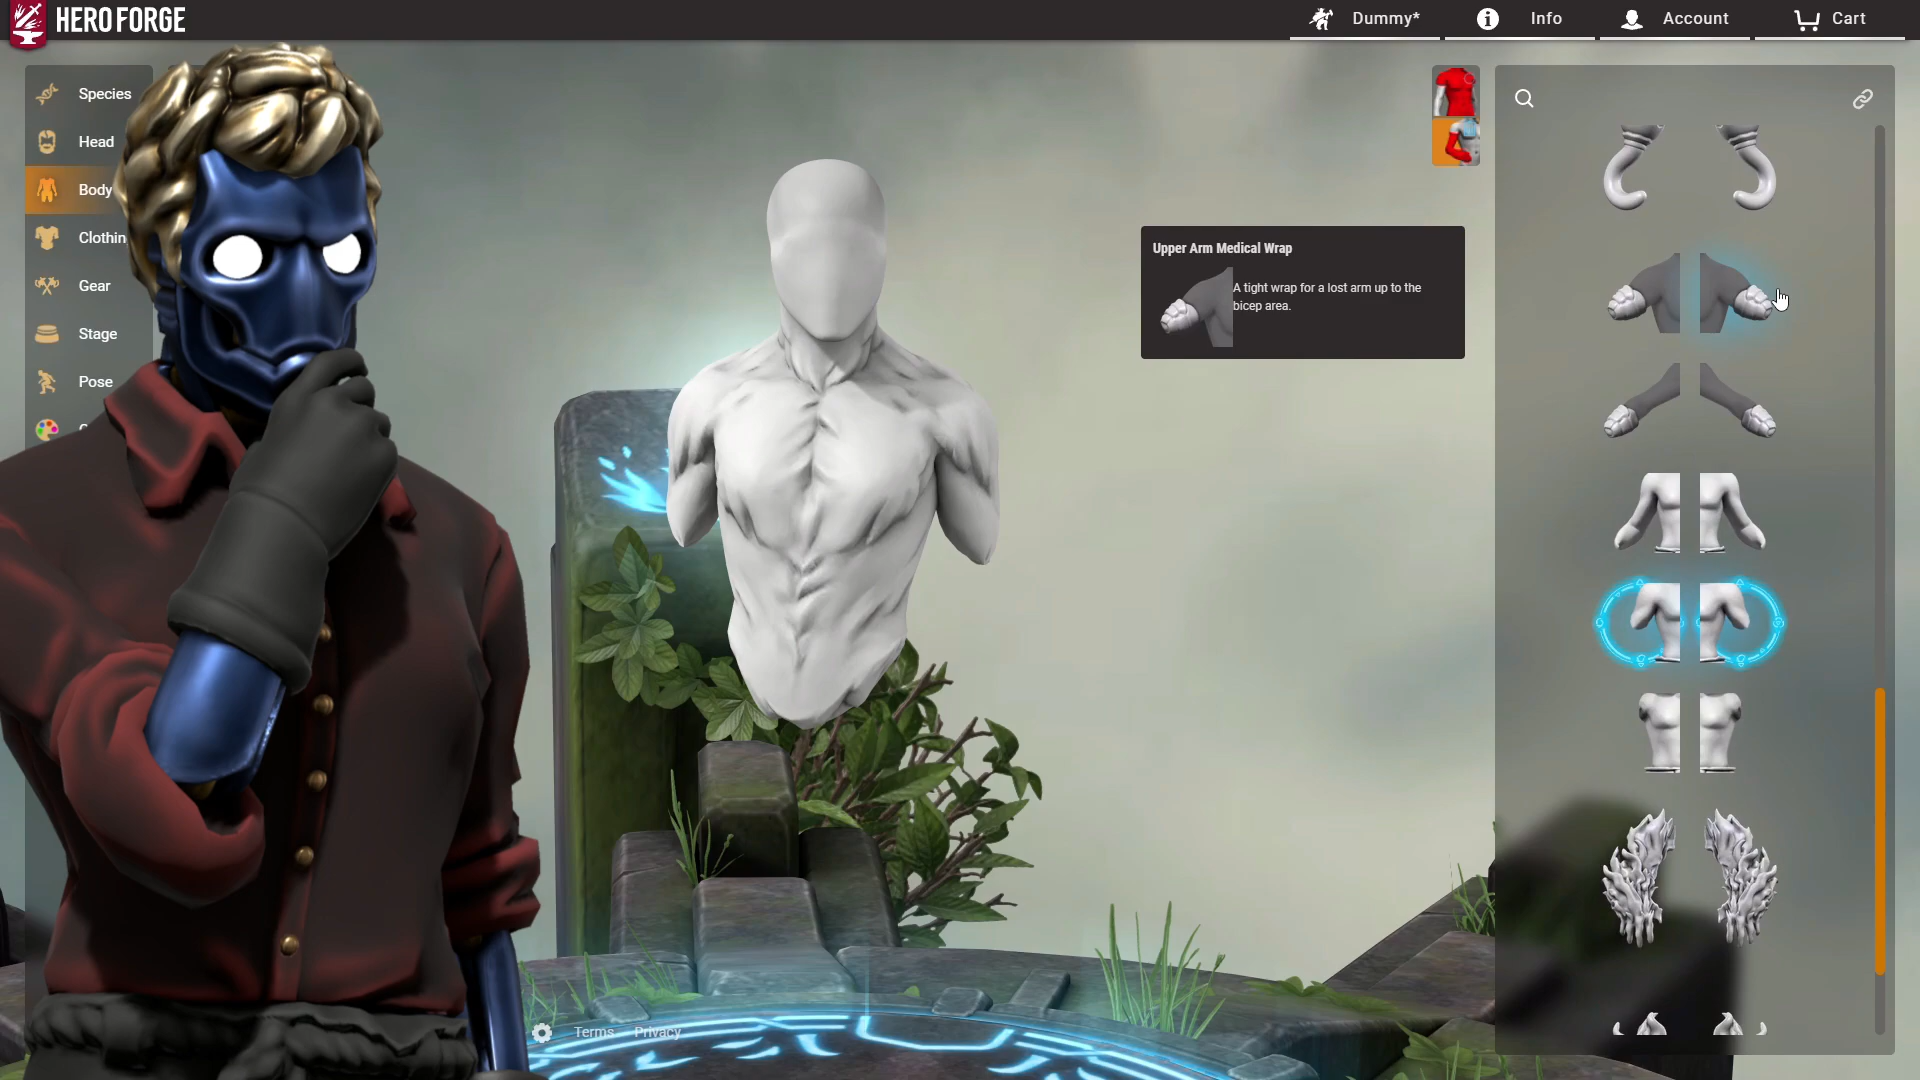 HERO FORGE
Dummy*
Info
Account
Cart
Species
Head
Body
Clothin
Gear
Stage
Pose
Upper Arm Medical Wrap
A tight wrap for a lost arm up to the
bicep area.
Terms
Privacy